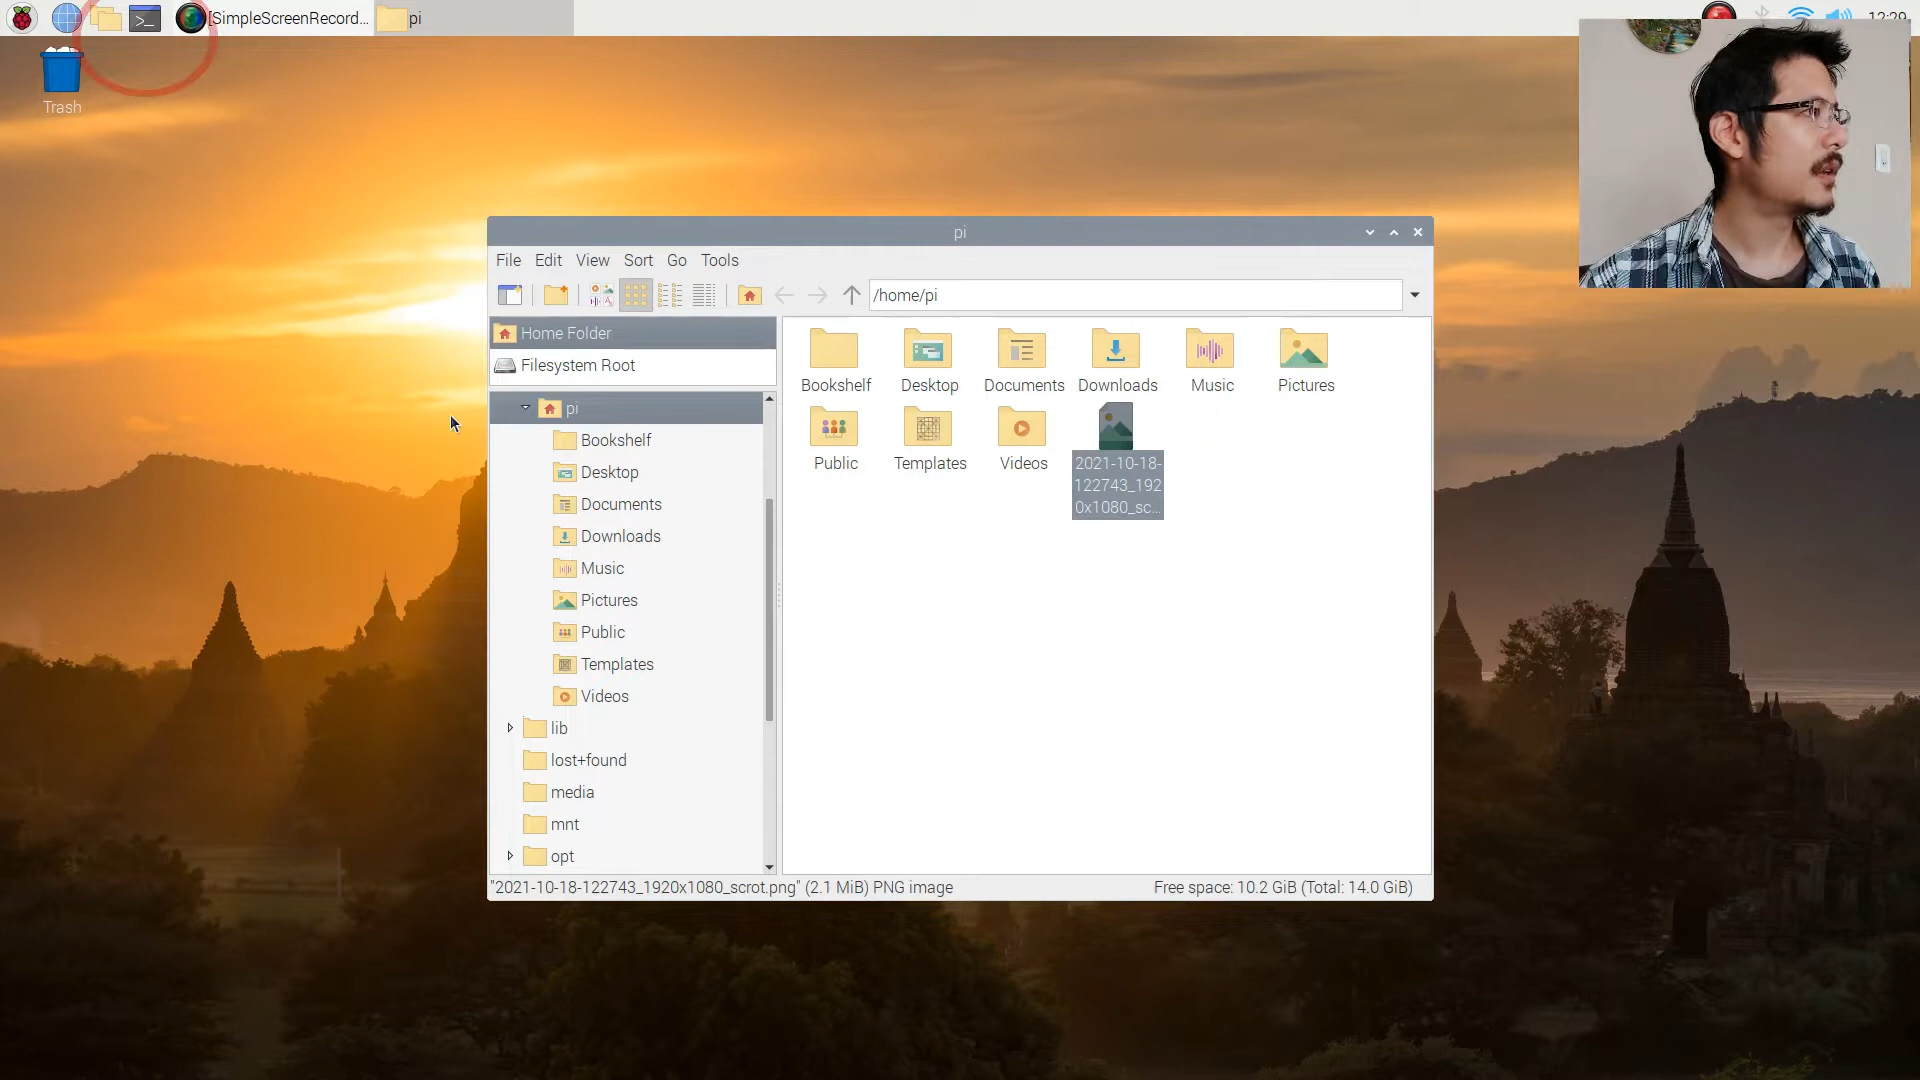 [SimpleScreenRecord...
pi
12:29
Trash
pi
File Edit View Sort Go Tools
/home/pi
Home Folder
Filesystem Root
pi
Bookshelf
Desktop
Documents
Downloads
Music
Pictures
Public
Templates
Videos
lib
lost+found
media
mnt
opt
Bookshelf
Desktop
Documents
Downloads
Music
Pictures
Public
Templates
Videos
2021-10-18-
122743_192
0x1080_sc...
"2021-10-18-122743_1920x1080_scrot.png" (2.1 MiB) PNG image
Free space: 10.2 GiB (Total: 14.0 GiB)